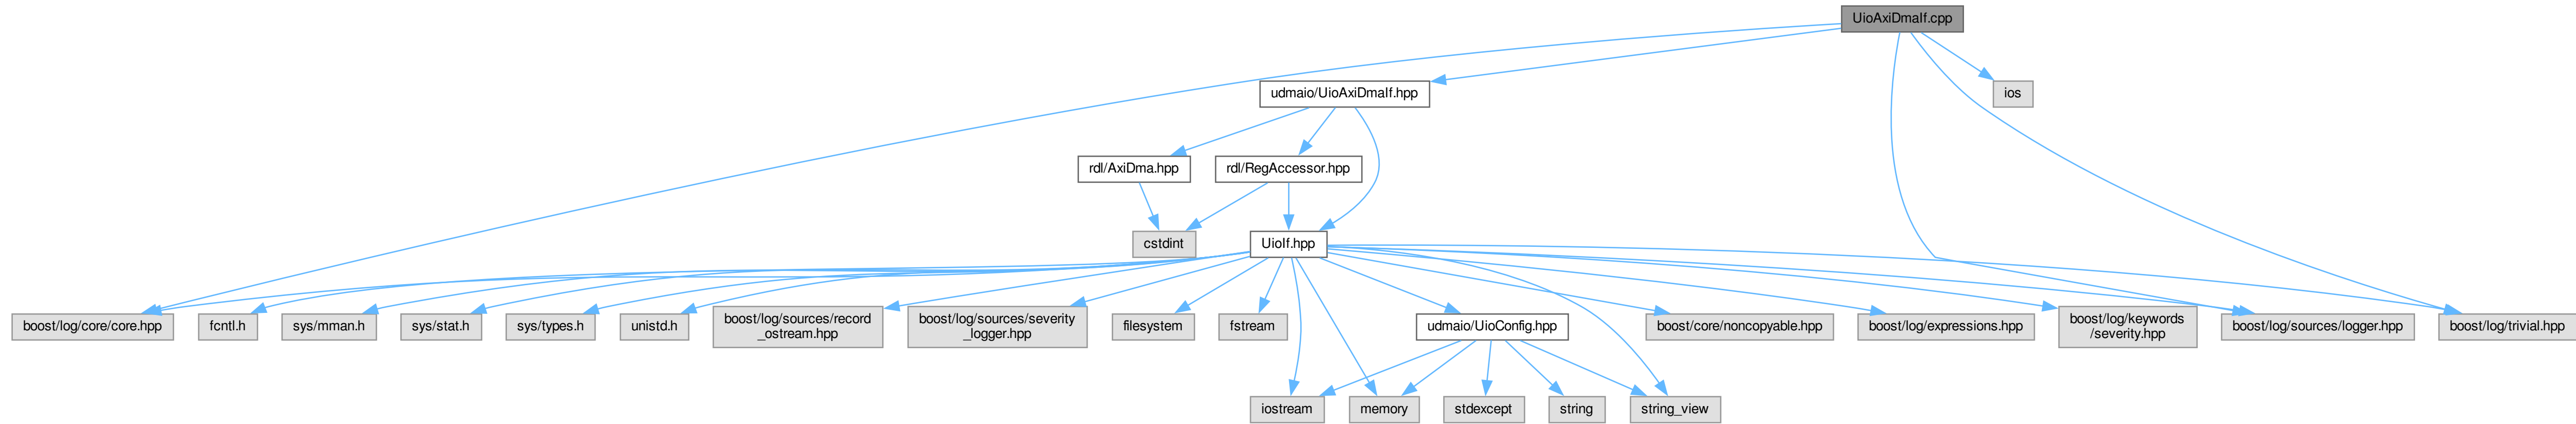 UioAxiDmaIf.cpp
udmaio/UioAxiDmaIf.hpp
ios
rdl/AxiDma.hpp
rdl/RegAccessor.hpp
cstdint
UioIf.hpp
boost/log/core/core.hpp
fcntl.h
sys/mman.h
sys/stat.h
sys/types.h
unistd.h
boost/log/sources/record
_ostream.hpp
boost/log/sources/severity
_logger.hpp
filesystem
fstream
udmaio/UioConfig.hpp
boost/core/noncopyable.hpp
boost/log/expressions.hpp
boost/log/keywords
/severity.hpp
boost/log/sources/logger.hpp
boost/log/trivial.hpp
iostream
memory
stdexcept
string
string_view